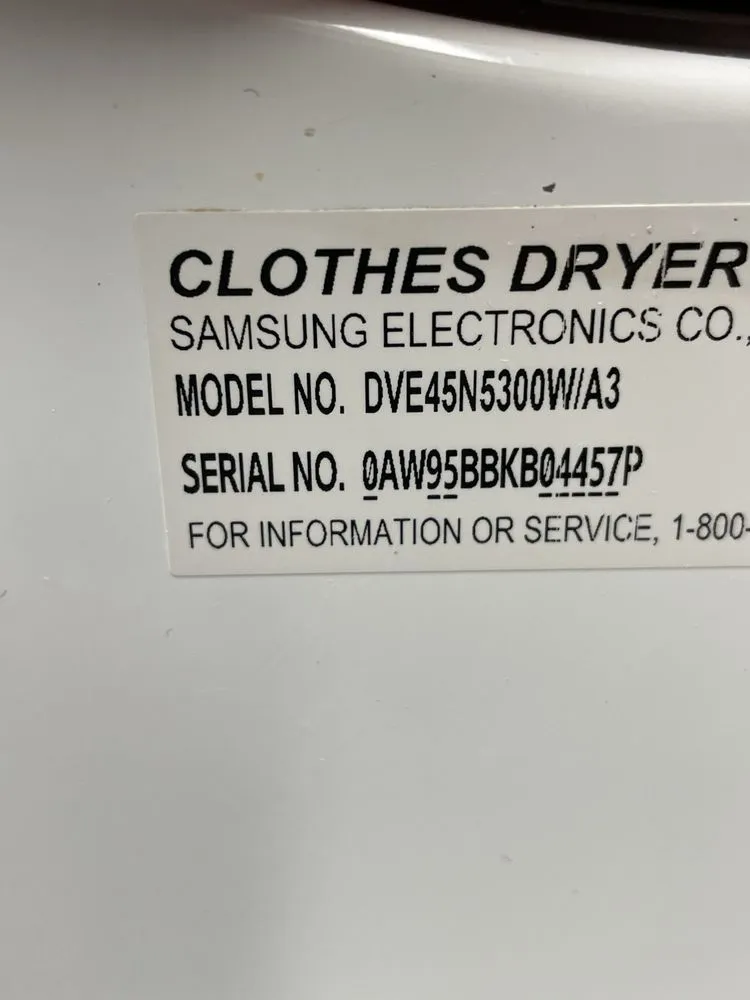 CLOTHES DRYER
SAMSUNG ELECTRONICS CO.,
MODEL NO. DVE45N5300W/A3
SERIAL NO. 0AW95BBKB04457P
FOR INFORMATION OR SERVICE, 1-800-